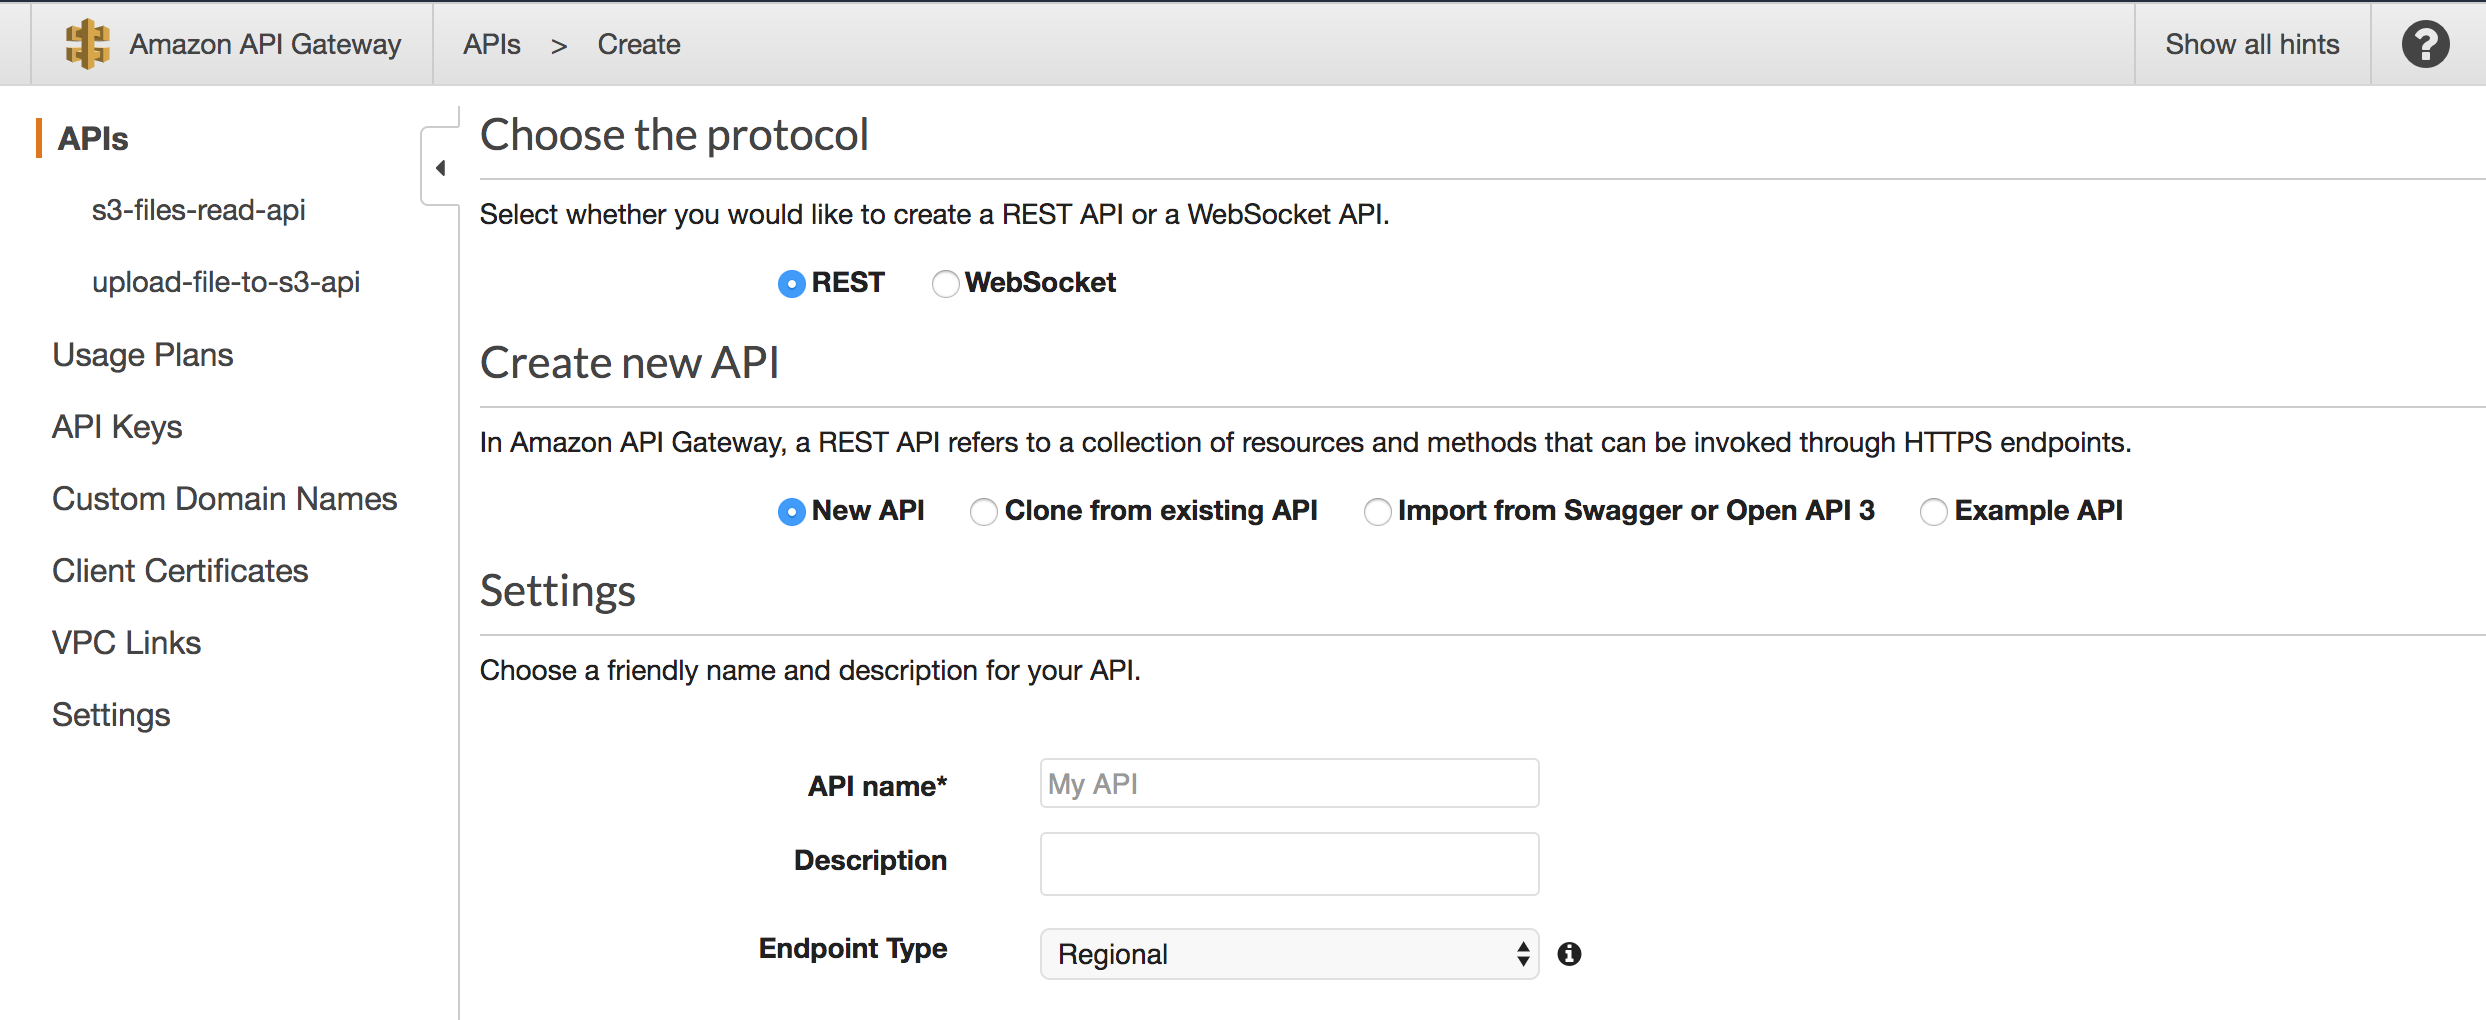 Amazon API Gateway
APIs > Create
Show all hints
?
APIs
s3-files-read-api
upload-file-to-s3-api
Usage Plans
API Keys
Custom Domain Names
Client Certificates
VPC Links
Settings
Choose the protocol
Select whether you would like to create a REST API or a WebSocket API.
REST WebSocket
Create new API
In Amazon API Gateway, a REST API refers to a collection of resources and methods that can be invoked through HTTPS endpoints.
New API Clone from existing API Import from Swagger or Open API 3 Example API
Settings
Choose a friendly name and description for your API.
API name* My API
Description
Endpoint Type Regional